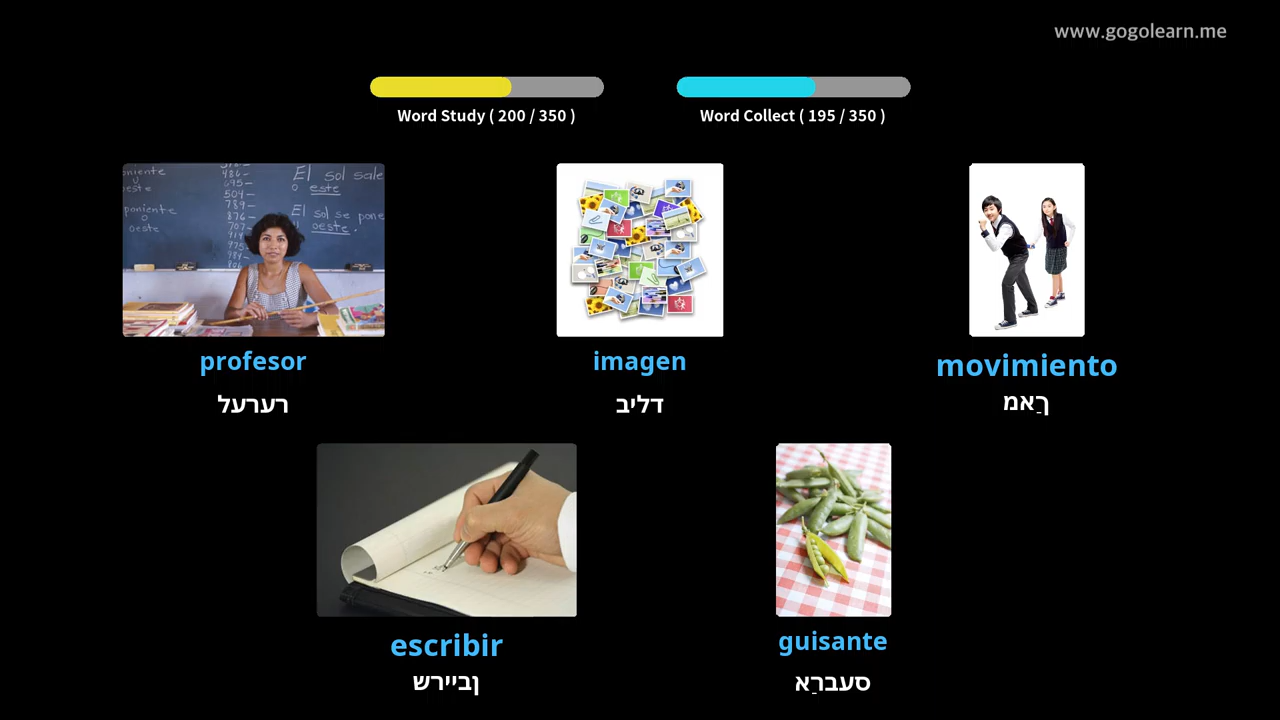 www.gogolearn.me
Word Study ( 200 / 350 )
Word Collect ( 195 / 350 )
profesor
רערעל
imagen
דליב
movimiento
ךַאמ
escribir
ןביירש
guisante
סעברַא